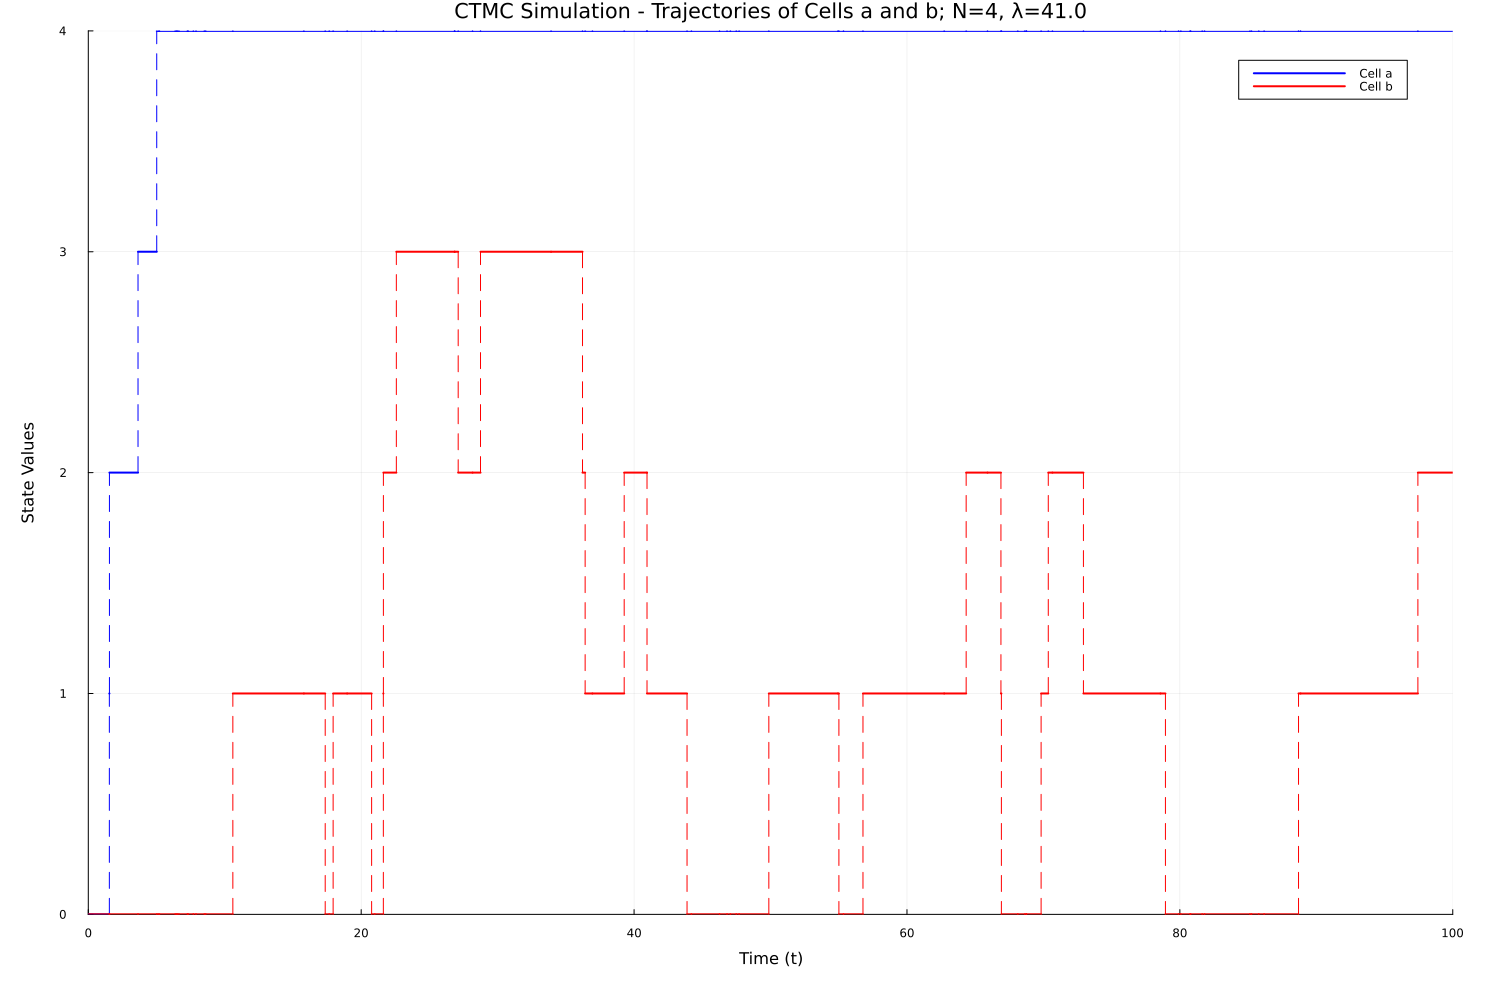 CTMC Simulation - Trajectories of Cells a and b; N=4, λ=41.0
Cell a
Cell b
State Values
4
3
2
1
0
0 20 40 60 80 100
Time (t)